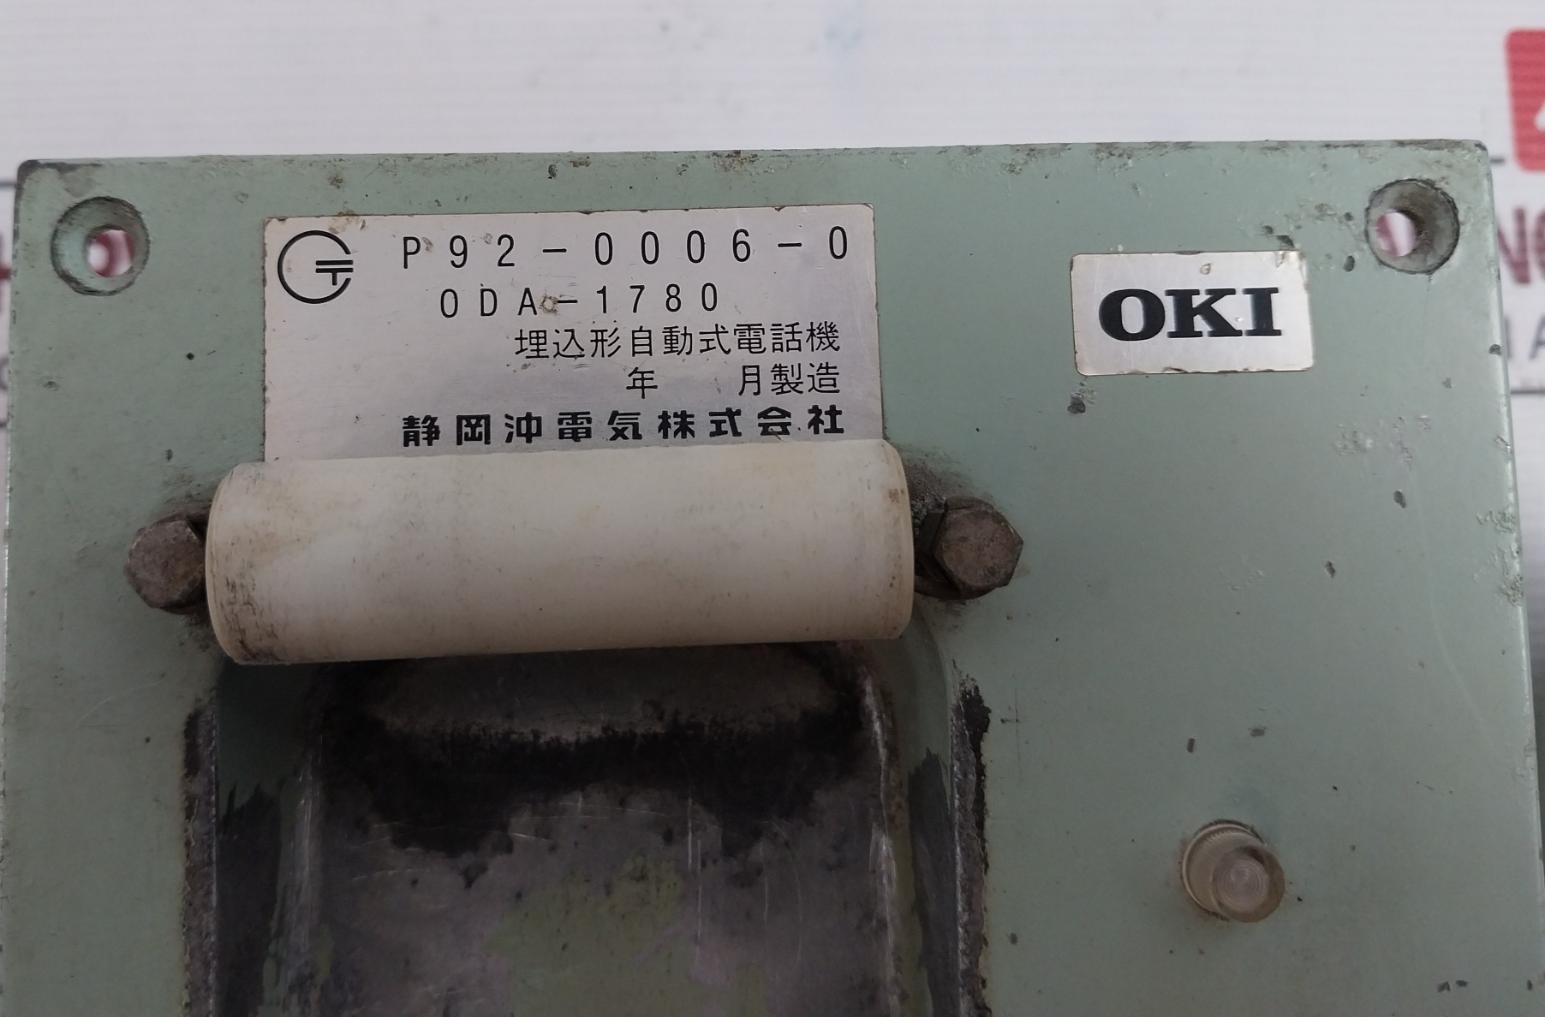 P92-0006-0
ODA-1780
埋込形自動式電話機
年 月製造
静岡沖電気株式会社
OKI